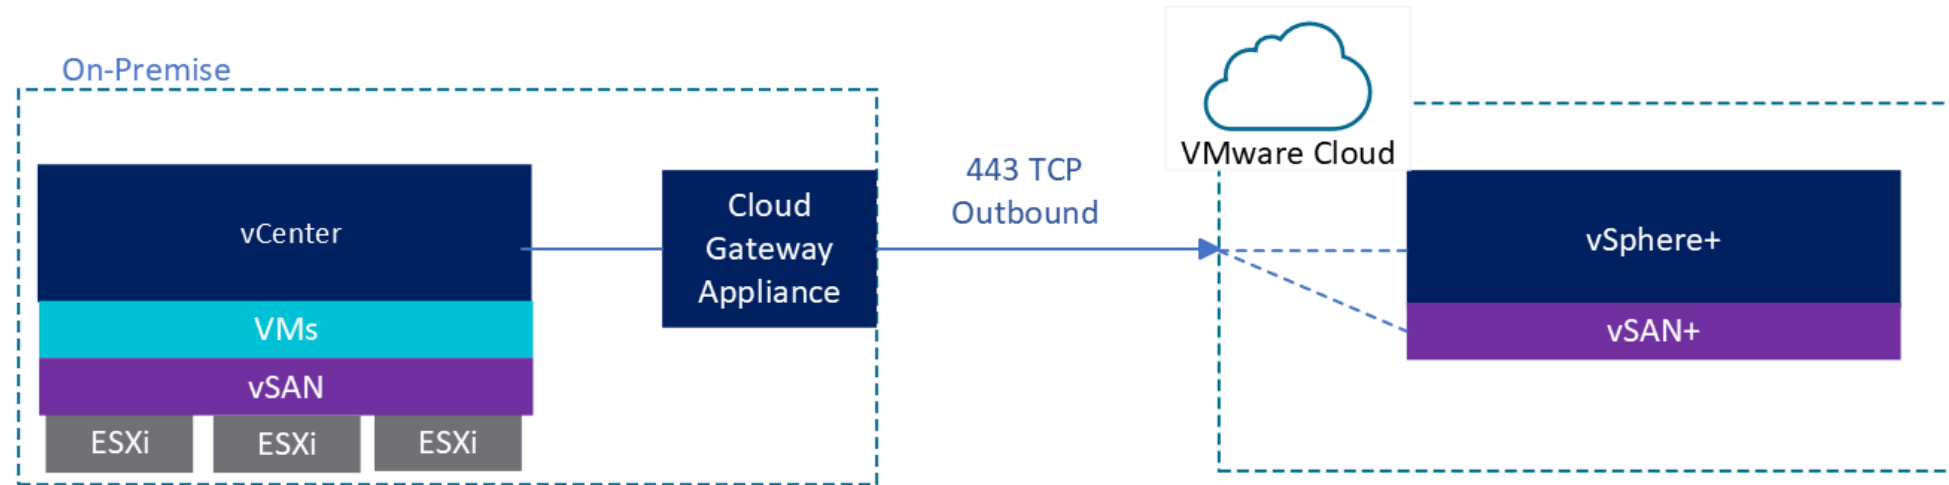 On-Premise
vCenter
VMs
vSAN
ESXi
ESXi
ESXi
Cloud
Gateway
Appliance
443 TCP
Outbound
VMware Cloud
vSphere+
vSAN+